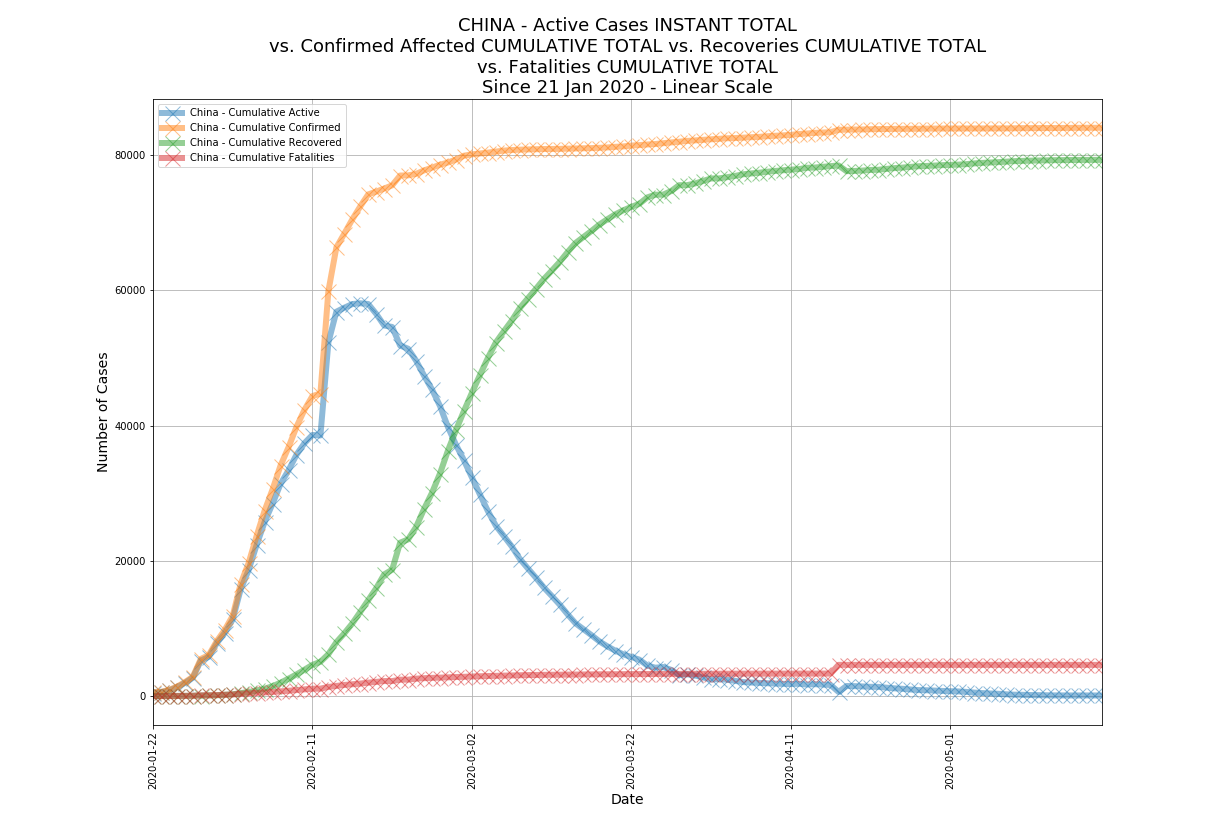 CHINA - Active Cases INSTANT TOTAL
vs. Confirmed Affected CUMULATIVE TOTAL vs. Recoveries CUMULATIVE TOTAL
vs. Fatalities CUMULATIVE TOTAL
Since 21 Jan 2020 - Linear Scale
China - Cumulative Active
China - Cumulative Confirmed
China - Cumulative Recovered
China - Cumulative Fatalities
Number of Cases
80000
60000
40000
20000
0
2020-01-22
2020-02-11
2020-03-02
2020-03-22
2020-04-11
2020-05-01
Date